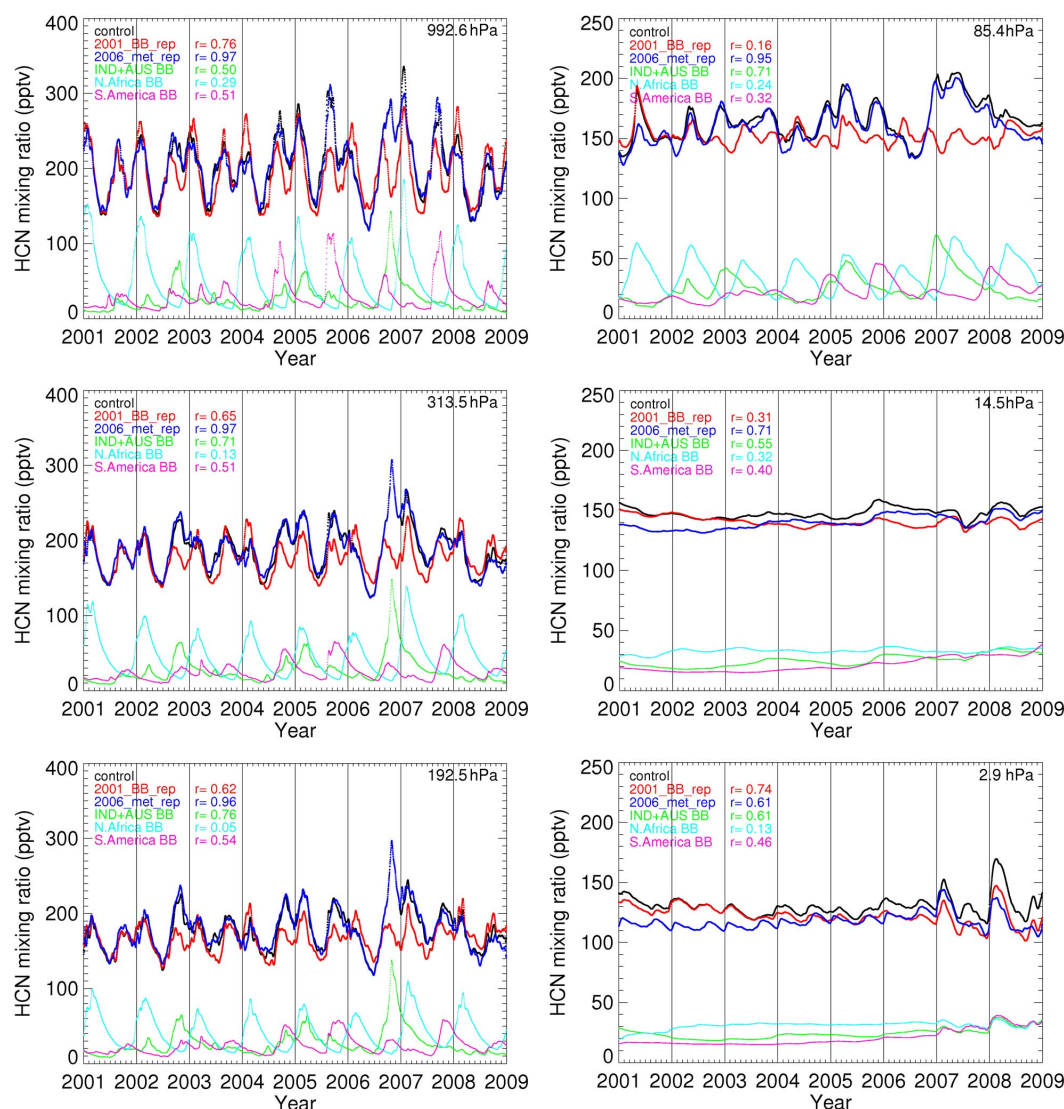 400
300
200
100
0
HCN mixing ratio (pptv)
992.6 hPa
control
2001_BB_rep r= 0.76
2006_met_rep r= 0.97
IND+AUS BB r= 0.50
N.Africa BB r= 0.29
S.America BB r= 0.51
2001 2002 2003 2004 2005 2006 2007 2008 2009
Year
250
200
150
100
50
0
HCN mixing ratio (pptv)
85.4 hPa
control
2001_BB_rep r= 0.16
2006_met_rep r= 0.95
IND+AUS BB r= 0.71
N.Africa BB r= 0.24
S.America BB r= 0.32
2001 2002 2003 2004 2005 2006 2007 2008 2009
Year
400
300
200
100
0
HCN mixing ratio (pptv)
313.5 hPa
control
2001_BB_rep r= 0.65
2006_met_rep r= 0.97
IND+AUS BB r= 0.71
N.Africa BB r= 0.13
S.America BB r= 0.51
2001 2002 2003 2004 2005 2006 2007 2008 2009
Year
250
200
150
100
50
0
HCN mixing ratio (pptv)
14.5 hPa
control
2001_BB_rep r= 0.31
2006_met_rep r= 0.71
IND+AUS BB r= 0.55
N.Africa BB r= 0.32
S.America BB r= 0.40
2001 2002 2003 2004 2005 2006 2007 2008 2009
Year
400
300
200
100
0
HCN mixing ratio (pptv)
192.5 hPa
control
2001_BB_rep r= 0.62
2006_met_rep r= 0.96
IND+AUS BB r= 0.76
N.Africa BB r= 0.05
S.America BB r= 0.54
2001 2002 2003 2004 2005 2006 2007 2008 2009
Year
250
200
150
100
50
0
HCN mixing ratio (pptv)
2.9 hPa
control
2001_BB_rep r= 0.74
2006_met_rep r= 0.61
IND+AUS BB r= 0.61
N.Africa BB r= 0.13
S.America BB r= 0.46
2001 2002 2003 2004 2005 2006 2007 2008 2009
Year